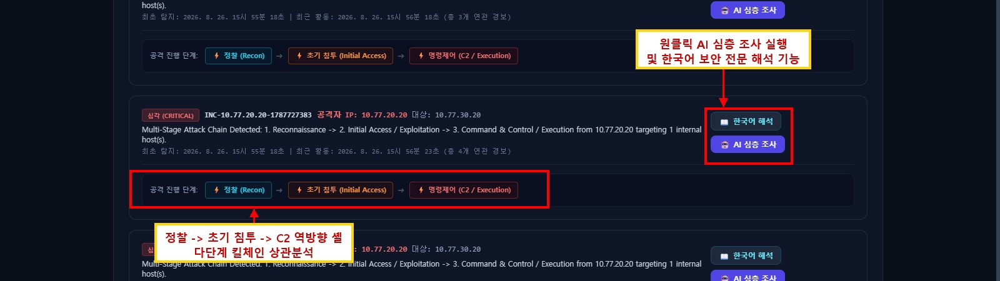 host(s).
최초 탐지: 2026. 8. 26. 15시 55분 18초 | 최근 활동: 2026. 8. 26. 15시 56분 18초 (총 3개 연관 경보)
AI 심층 조사
원클릭 AI 심층 조사 실행
및 한국어 보안 전문 해석 기능
공격 진행 단계: 정찰 (Recon) → 초기 침투 (Initial Access) → 명령제어 (C2 / Execution)
심각 (CRITICAL) INC-10.77.20.20-1787727383 공격자 IP: 10.77.20.20 대상: 10.77.30.20
한국어 해석
Multi-Stage Attack Chain Detected: 1. Reconnaissance -> 2. Initial Access / Exploitation -> 3. Command & Control / Execution from 10.77.20.20 targeting 1 internal
host(s).
AI 심층 조사
최초 탐지: 2026. 8. 26. 15시 55분 18초 | 최근 활동: 2026. 8. 26. 15시 56분 23초 (총 4개 연관 경보)
공격 진행 단계: 정찰 (Recon) → 초기 침투 (Initial Access) → 명령제어 (C2 / Execution)
정찰 -> 초기 침투 -> C2 역방향 셸
다단계 킬체인 상관분석
: 10.77.20.20 대상: 10.77.30.20
한국어 해석
Multi-Stage Attack Chain Detected: 1. Reconnaissance -> 2. Initial Access / Exploitation -> 3. Command & Control / Execution from 10.77.20.20 targeting 1 internal
host(s).
AI 심층 조사